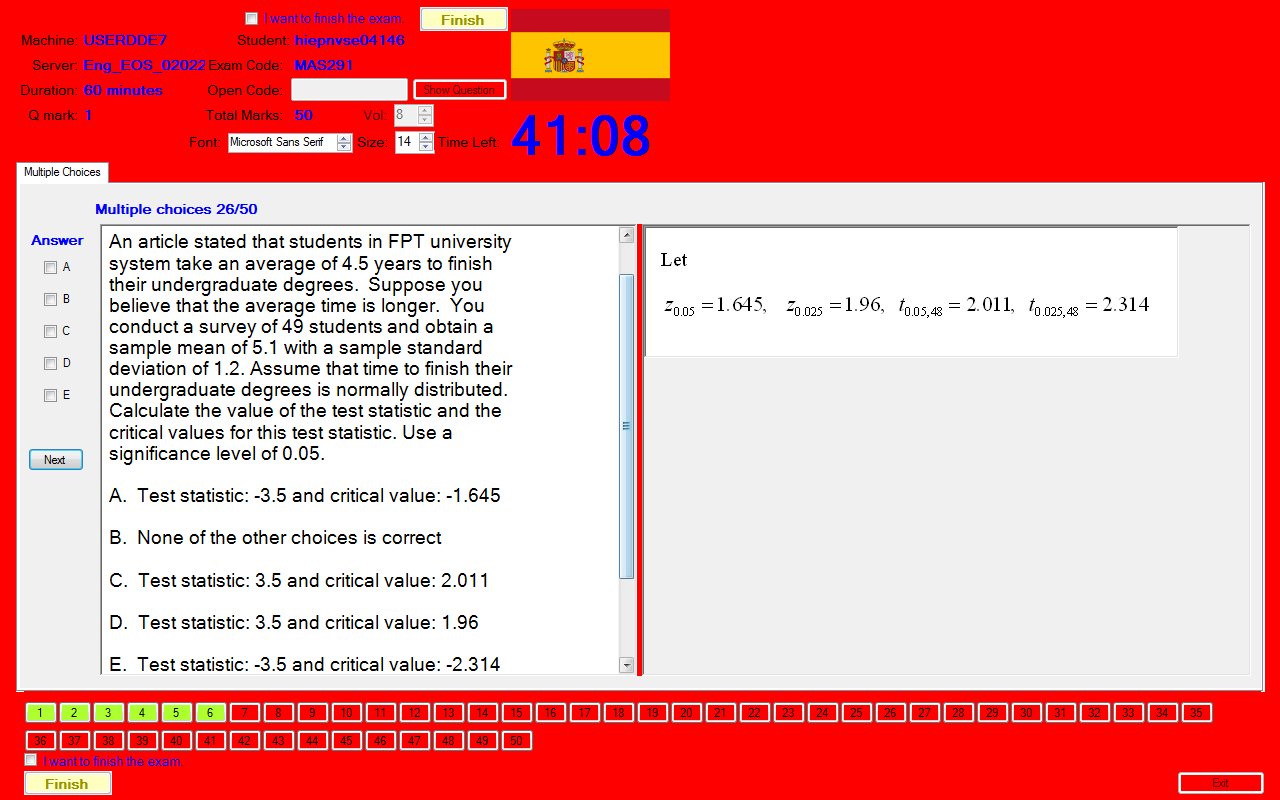 I want to finish the exam.
Finish
Machine: USERDDE7 Student: hiepnvse04146
Server: Eng_EOS_02022 Exam Code: MAS291
Duration: 60 minutes Open Code: Show Question
Q mark: 1 Total Marks: 50 Vol: 8
Font: Microsoft Sans Serif Size: 14 Time Left: 41:08
Multiple Choices
Multiple choices 26/50
Answer
A
B
C
D
E
Next
An article stated that students in FPT university
system take an average of 4.5 years to finish
their undergraduate degrees. Suppose you
believe that the average time is longer. You
conduct a survey of 49 students and obtain a
sample mean of 5.1 with a sample standard
deviation of 1.2. Assume that time to finish their
undergraduate degrees is normally distributed.
Calculate the value of the test statistic and the
critical values for this test statistic. Use a
significance level of 0.05.
A. Test statistic: -3.5 and critical value: -1.645
B. None of the other choices is correct
C. Test statistic: 3.5 and critical value: 2.011
D. Test statistic: 3.5 and critical value: 1.96
E. Test statistic: -3.5 and critical value: -2.314
Let
z0.05 = 1.645, z0.025 = 1.96, t0.05,48 = 2.011, t0.025,48 = 2.314
1 2 3 4 5 6 7 8 9 10 11 12 13 14 15 16 17 18 19 20 21 22 23 24 25 26 27 28 29 30 31 32 33 34 35
36 37 38 39 40 41 42 43 44 45 46 47 48 49 50
I want to finish the exam.
Finish
Exit